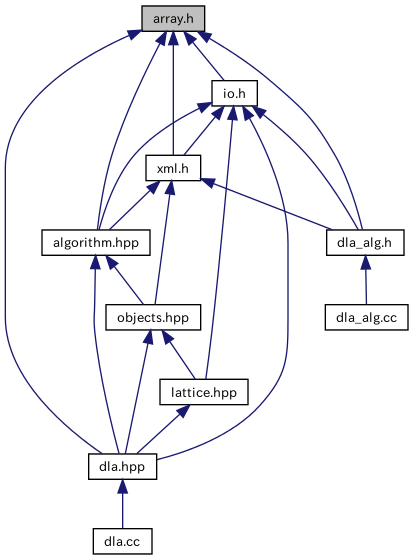 array.h
io.h
xml.h
algorithm.hpp
dla_alg.h
objects.hpp
dla_alg.cc
lattice.hpp
dla.hpp
dla.cc